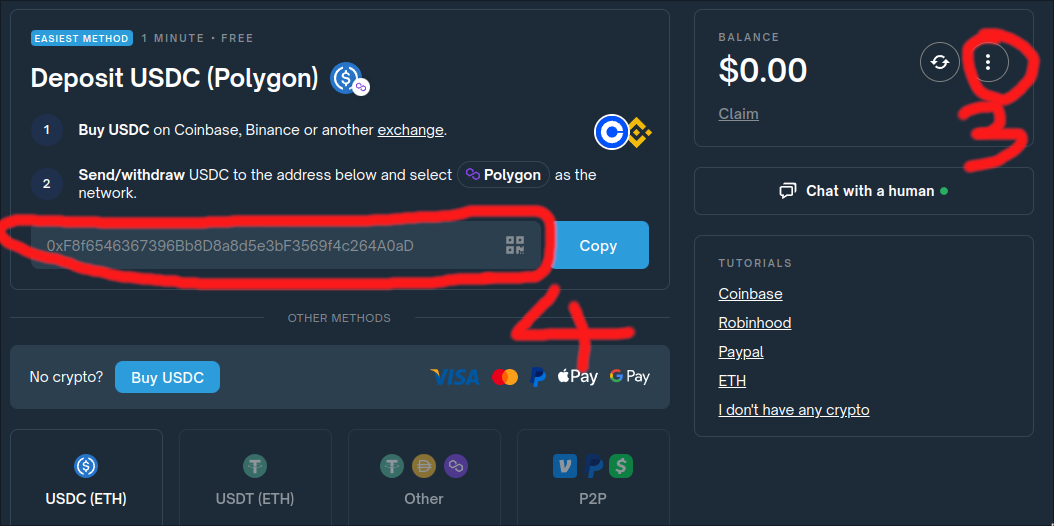 EASIEST METHOD 1 MINUTE • FREE
Deposit USDC (Polygon)
1 Buy USDC on Coinbase, Binance or another exchange.
2 Send/withdraw USDC to the address below and select Polygon as the
network.
0xF8f6546367396Bb8D8a8d5e3bF3569f4c264A0aD
Copy
4
OTHER METHODS
No crypto? Buy USDC VISA Pay G Pay
USDC (ETH)
USDT (ETH)
Other
P2P
BALANCE
$0.00
Claim
3
Chat with a human
TUTORIALS
Coinbase
Robinhood
Paypal
ETH
I don't have any crypto